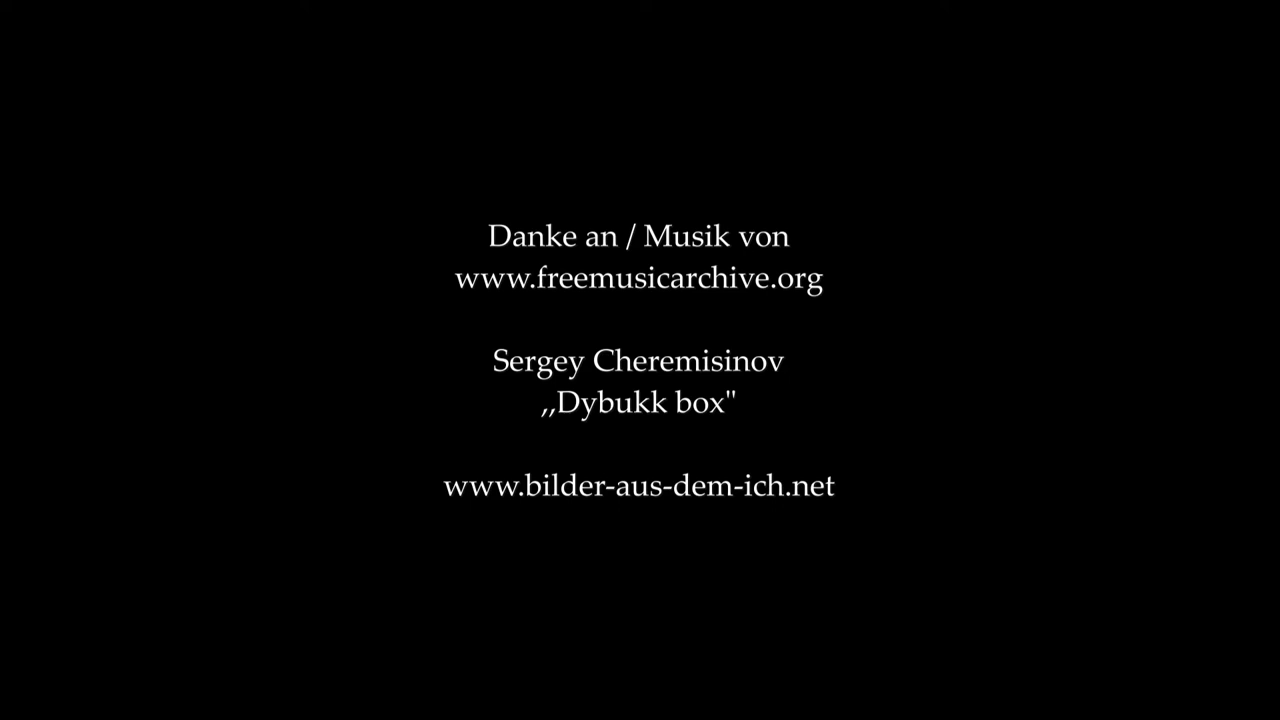 Danke an / Musik von
www.freemusicarchive.org
Sergey Cheremisinov
,,Dybukk box"
www.bilder-aus-dem-ich.net